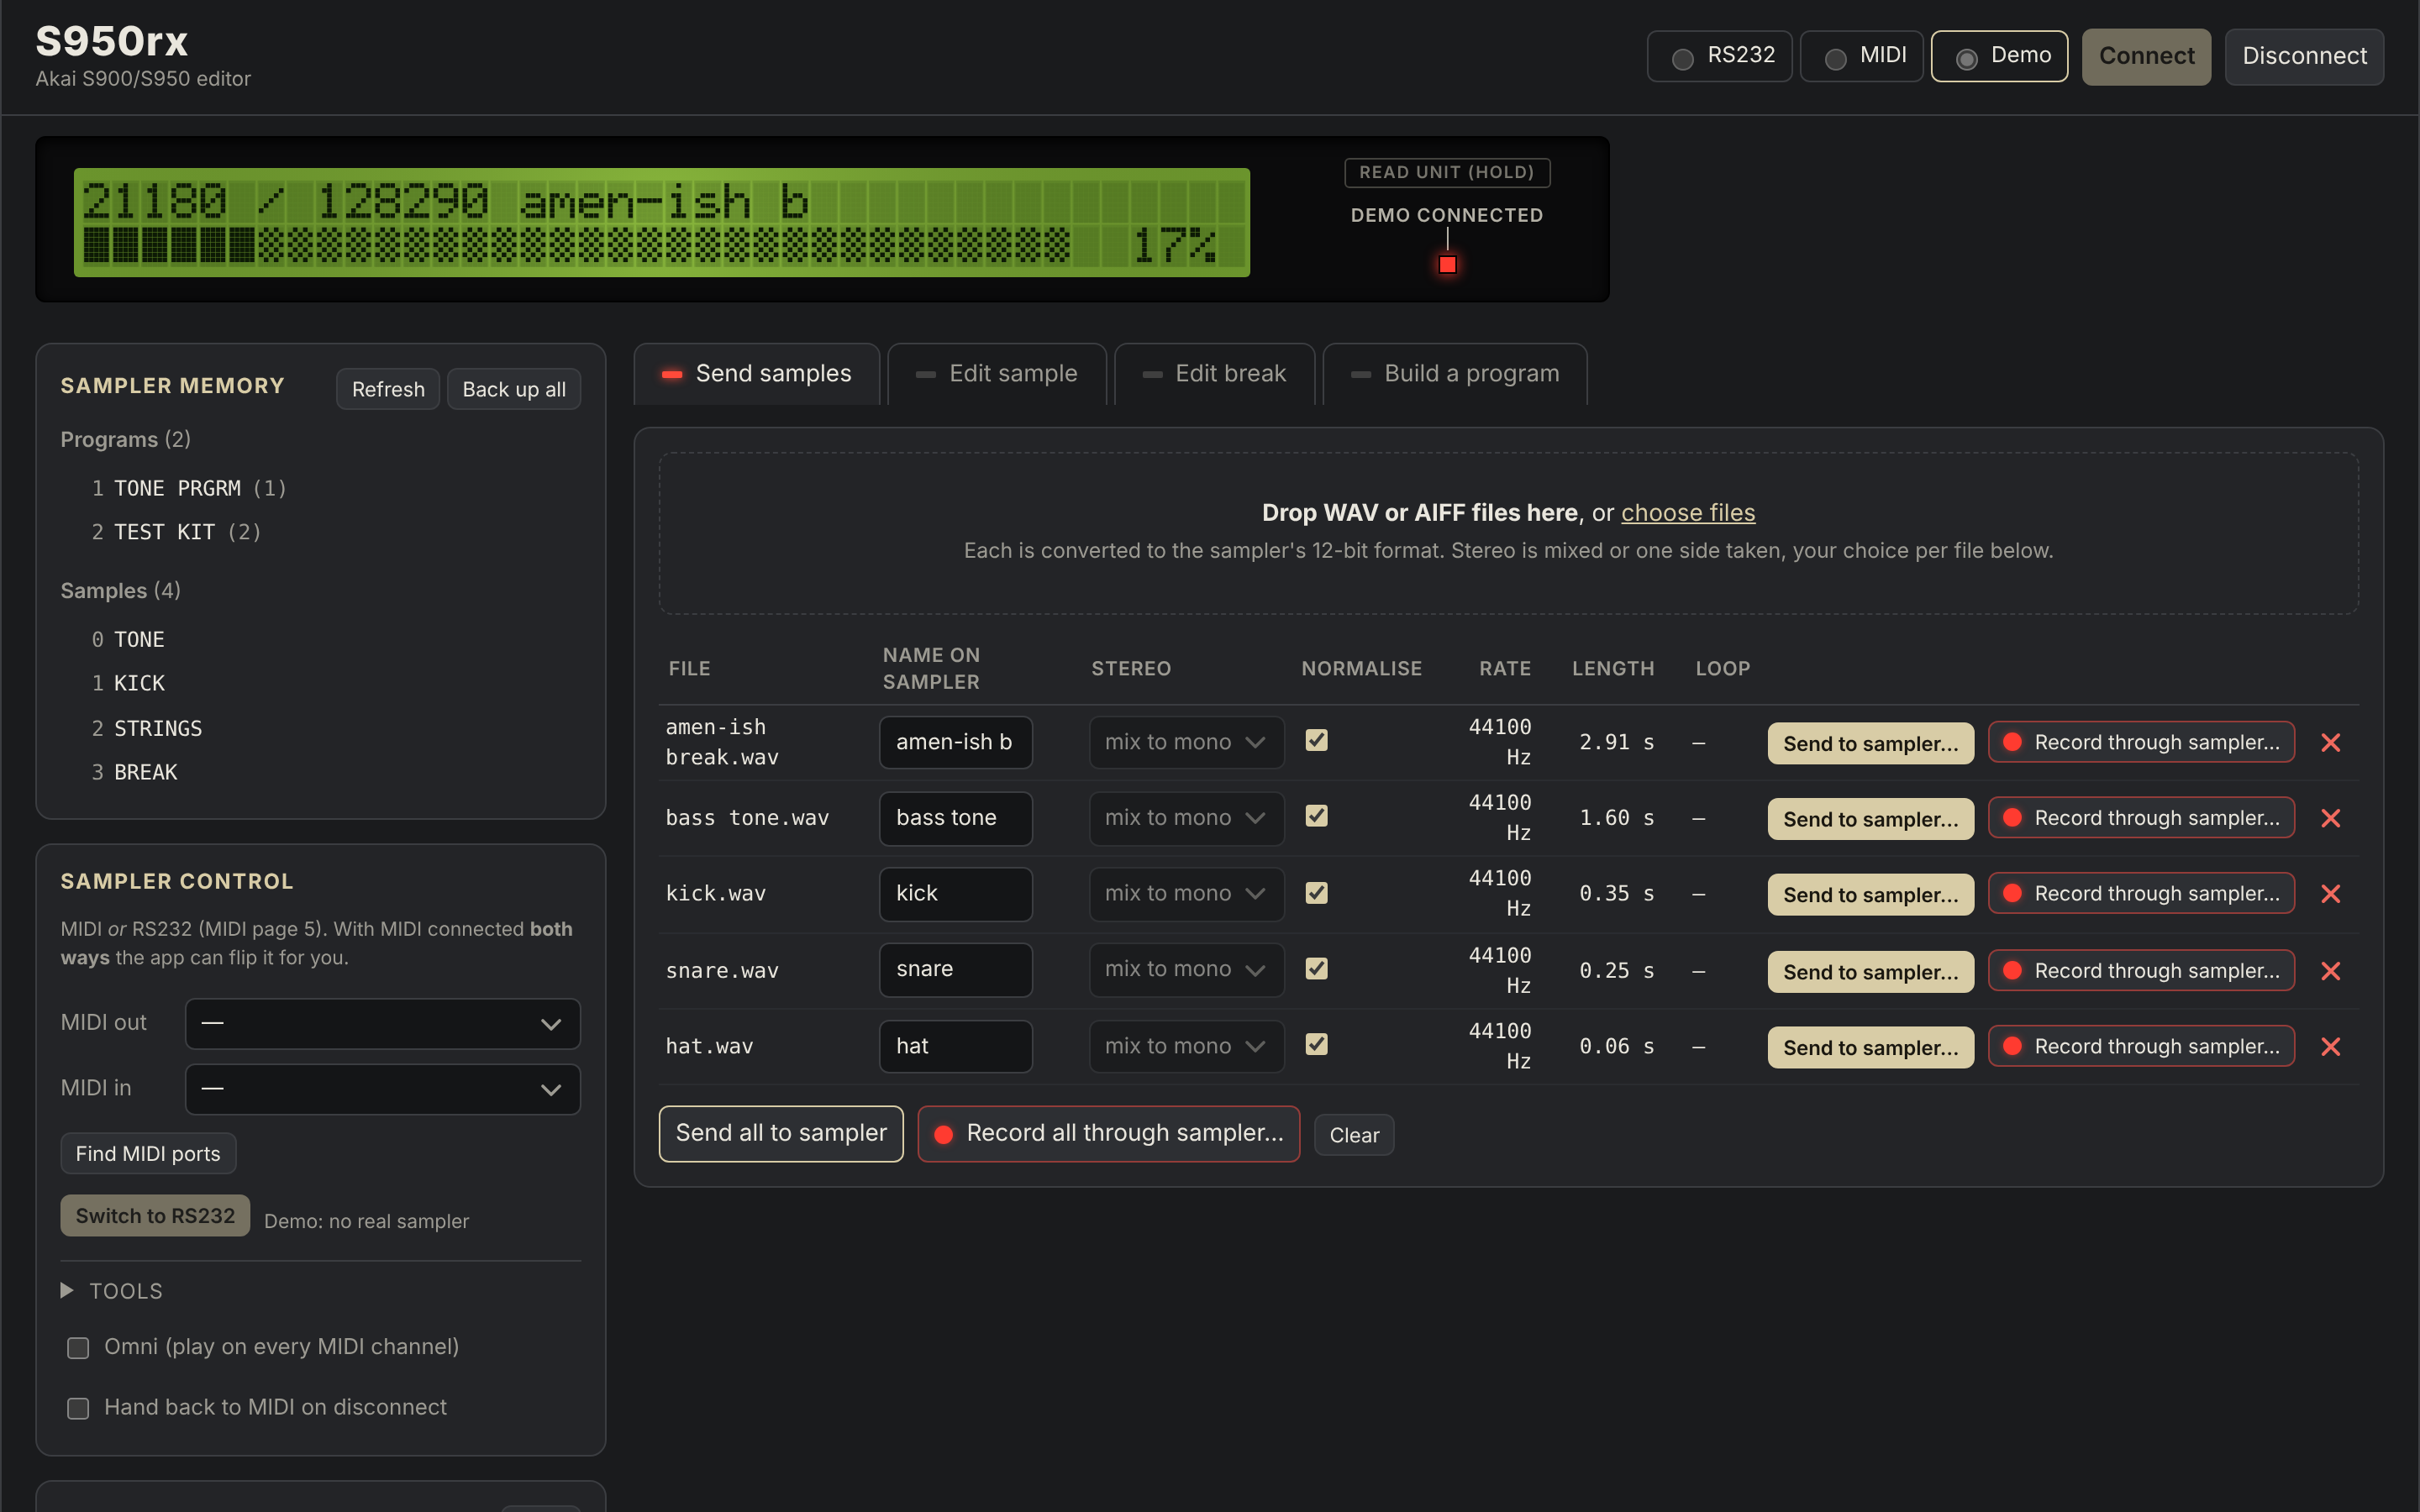 S950rx
Akai S900/S950 editor
RS232
MIDI
Demo
Connect
Disconnect
21180 / 128290 amen-ish b
17%
READ UNIT (HOLD)
DEMO CONNECTED
SAMPLER MEMORY
Refresh
Back up all
Programs (2)
1 TONE PRGRM (1)
2 TEST KIT (2)
Samples (4)
0 TONE
1 KICK
2 STRINGS
3 BREAK
SAMPLER CONTROL
MIDI or RS232 (MIDI page 5). With MIDI connected both
ways the app can flip it for you.
MIDI out —
MIDI in —
Find MIDI ports
Switch to RS232 Demo: no real sampler
TOOLS
Omni (play on every MIDI channel)
Hand back to MIDI on disconnect
Send samples
Edit sample
Edit break
Build a program
Drop WAV or AIFF files here, or choose files
Each is converted to the sampler's 12-bit format. Stereo is mixed or one side taken, your choice per file below.
FILE NAME ON SAMPLER STEREO NORMALISE RATE LENGTH LOOP
amen-ish break.wav amen-ish b mix to mono 44100 Hz 2.91 s – Send to sampler... Record through sampler... ✕
bass tone.wav bass tone mix to mono 44100 Hz 1.60 s – Send to sampler... Record through sampler... ✕
kick.wav kick mix to mono 44100 Hz 0.35 s – Send to sampler... Record through sampler... ✕
snare.wav snare mix to mono 44100 Hz 0.25 s – Send to sampler... Record through sampler... ✕
hat.wav hat mix to mono 44100 Hz 0.06 s – Send to sampler... Record through sampler... ✕
Send all to sampler
Record all through sampler...
Clear